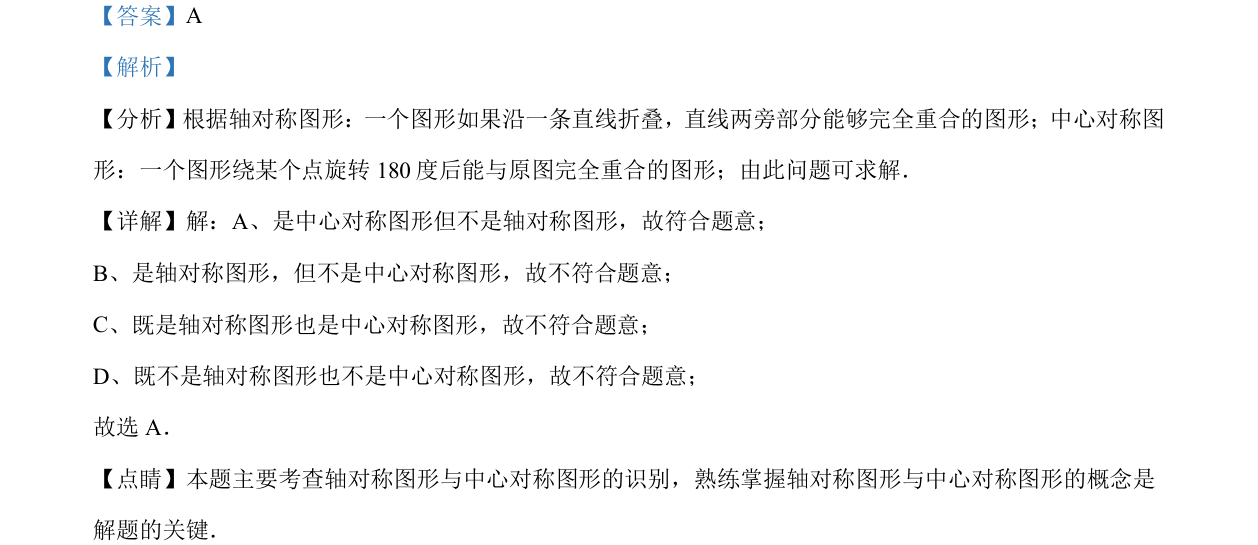 【答案】A
【解析】
【分析】根据轴对称图形：一个图形如果沿一条直线折叠，直线两旁部分能够完全重合的图形；中心对称图
形：一个图形绕某个点旋转 180 度后能与原图完全重合的图形；由此问题可求解．
【详解】解：A、是中心对称图形但不是轴对称图形，故符合题意；
B、是轴对称图形，但不是中心对称图形，故不符合题意；
C、既是轴对称图形也是中心对称图形，故不符合题意；
D、既不是轴对称图形也不是中心对称图形，故不符合题意；
故选 A．
【点睛】本题主要考查轴对称图形与中心对称图形的识别，熟练掌握轴对称图形与中心对称图形的概念是
解题的关键．